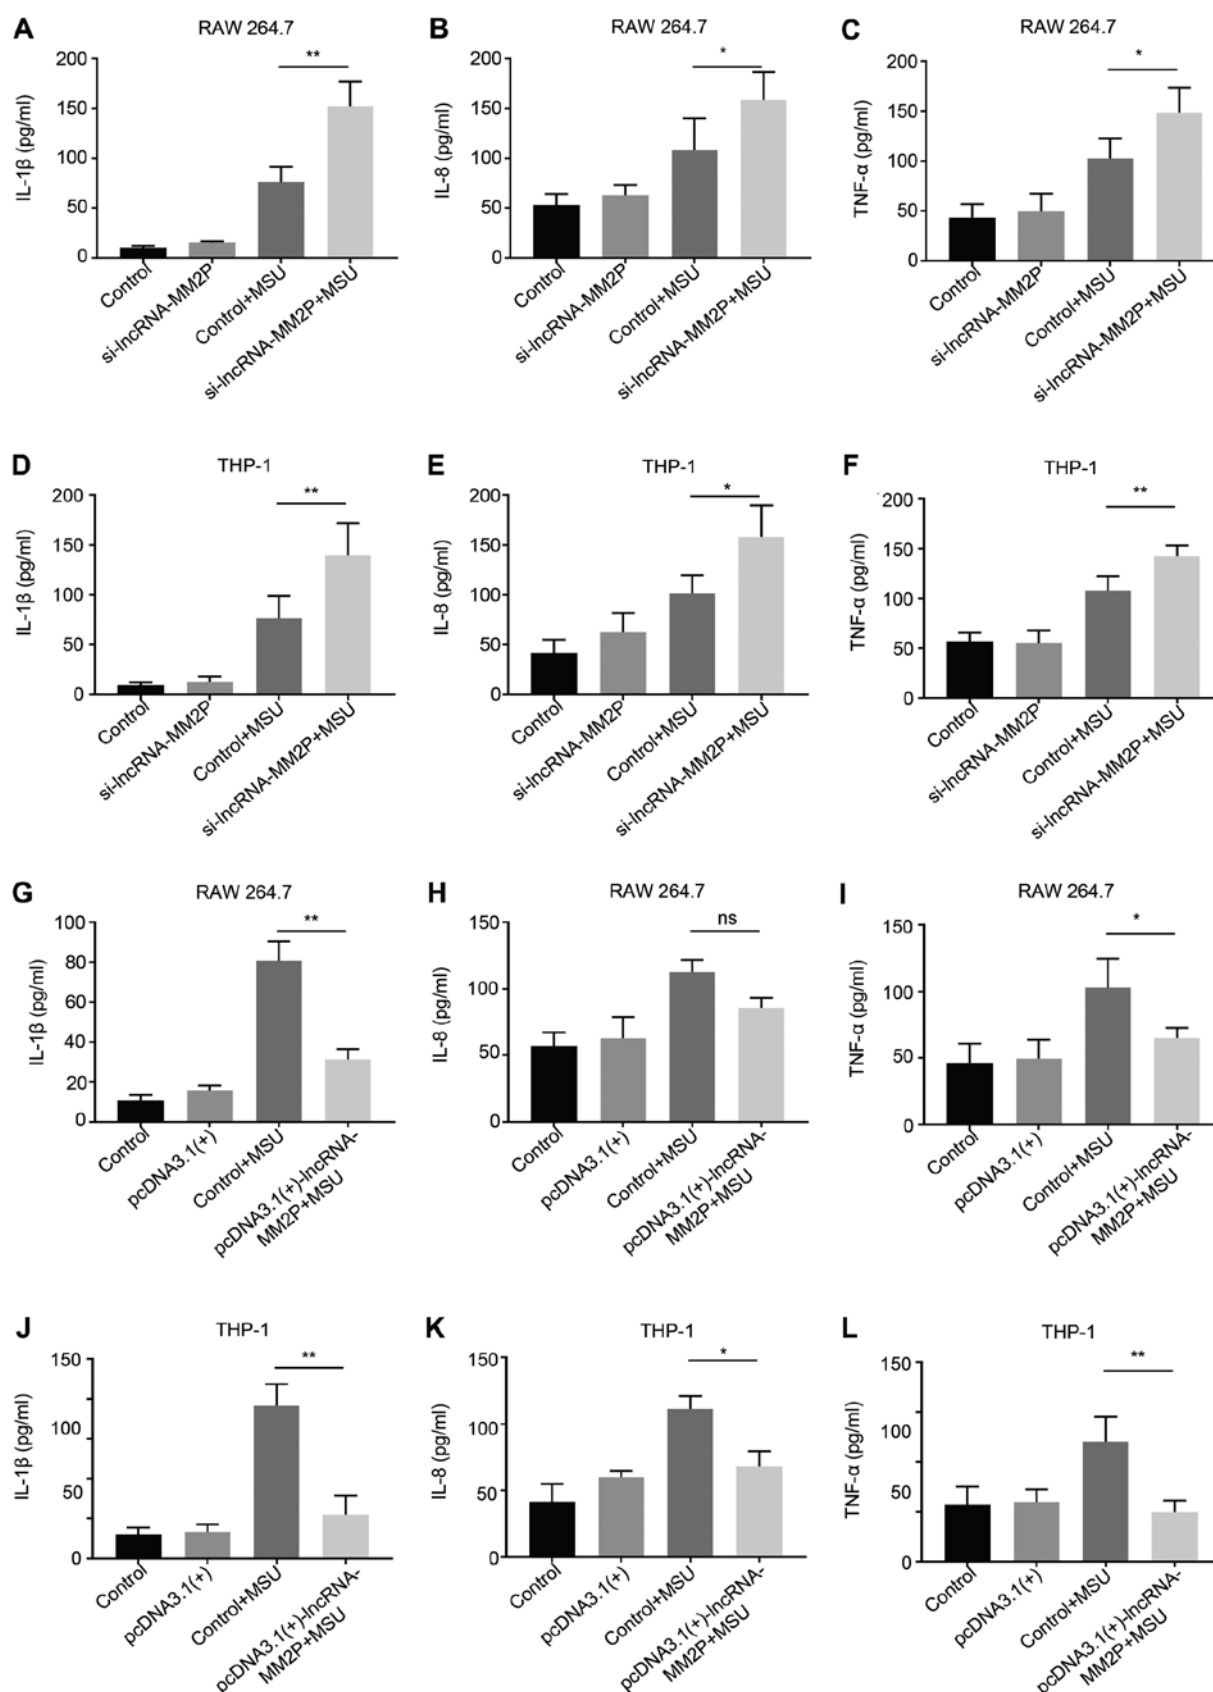 A
RAW 264.7
**
IL-1β (pg/ml)
200
150
100
50
0
Control
si-lncRNA-MM2P
Control+MSU
si-lncRNA-MM2P+MSU
B
RAW 264.7
*
IL-8 (pg/ml)
200
150
100
50
0
Control
si-lncRNA-MM2P
Control+MSU
si-lncRNA-MM2P+MSU
C
RAW 264.7
*
TNF-α (pg/ml)
200
150
100
50
0
Control
si-lncRNA-MM2P
Control+MSU
si-lncRNA-MM2P+MSU
D
THP-1
**
IL-1β (pg/ml)
200
150
100
50
0
Control
si-lncRNA-MM2P
Control+MSU
si-lncRNA-MM2P+MSU
E
THP-1
*
IL-8 (pg/ml)
200
150
100
50
0
Control
si-lncRNA-MM2P
Control+MSU
si-lncRNA-MM2P+MSU
F
THP-1
**
TNF-α (pg/ml)
200
150
100
50
0
Control
si-lncRNA-MM2P
Control+MSU
si-lncRNA-MM2P+MSU
G
RAW 264.7
**
IL-1β (pg/ml)
100
80
60
40
20
0
Control
pcDNA3.1(+)
Control+MSU
pcDNA3.1(+)-lncRNA-
MM2P+MSU
H
RAW 264.7
ns
IL-8 (pg/ml)
150
100
50
0
Control
pcDNA3.1(+)
Control+MSU
pcDNA3.1(+)-lncRNA-
MM2P+MSU
I
RAW 264.7
*
TNF-α (pg/ml)
150
100
50
0
Control
pcDNA3.1(+)
Control+MSU
pcDNA3.1(+)-lncRNA-
MM2P+MSU
J
THP-1
**
IL-1β (pg/ml)
150
100
50
0
Control
pcDNA3.1(+)
Control+MSU
pcDNA3.1(+)-lncRNA-
MM2P+MSU
K
THP-1
*
IL-8 (pg/ml)
150
100
50
0
Control
pcDNA3.1(+)
Control+MSU
pcDNA3.1(+)-lncRNA-
MM2P+MSU
L
THP-1
**
TNF-α (pg/ml)
150
100
50
0
Control
pcDNA3.1(+)
Control+MSU
pcDNA3.1(+)-lncRNA-
MM2P+MSU